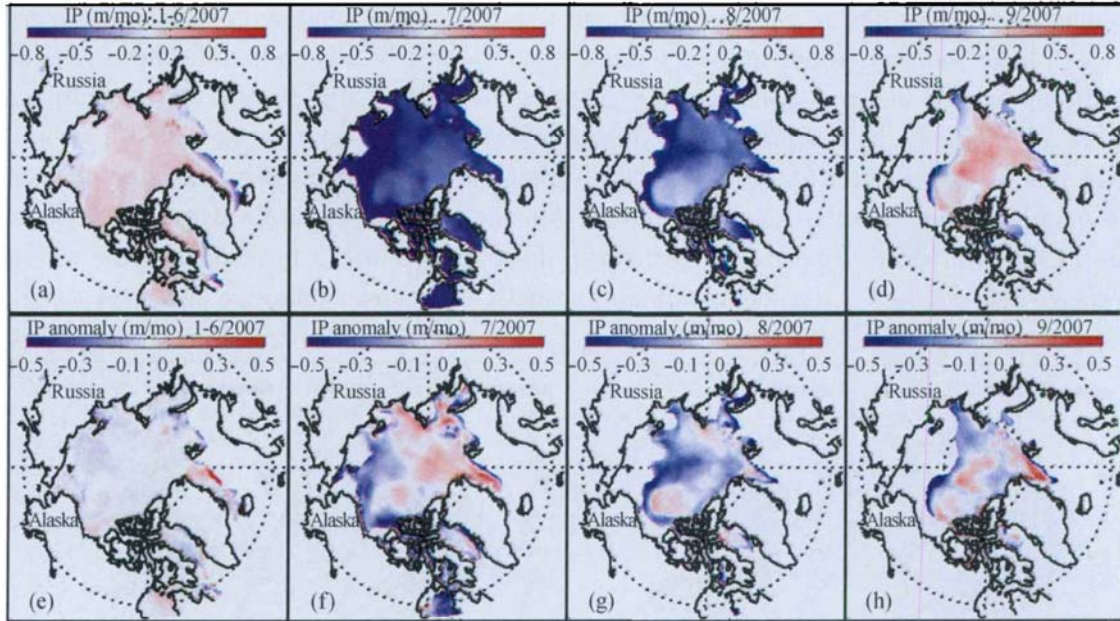 IP (m/mo) 1-6/2007
-0.8 -0.5 -0.2 0.2 0.5 0.8
Russia
Alaska
(a)
IP (m/mo) 7/2007
-0.8 -0.5 -0.2 0.2 0.5 0.8
Russia
Alaska
(b)
IP (m/mo) 8/2007
-0.8 -0.5 -0.2 0.2 0.5 0.8
Russia
Alaska
(c)
IP (m/mo) 9/2007
-0.8 -0.5 -0.2 0.2 0.5 0.8
Russia
Alaska
(d)
IP anomaly (m/mo) 1-6/2007
-0.5 -0.3 -0.1 0.1 0.3 0.5
Russia
Alaska
(e)
IP anomaly (m/mo) 7/2007
-0.5 -0.3 -0.1 0.1 0.3 0.5
Russia
Alaska
(f)
IP anomaly (m/mo) 8/2007
-0.5 -0.3 -0.1 0.1 0.3 0.5
Russia
Alaska
(g)
IP anomaly (m/mo) 9/2007
-0.5 -0.3 -0.1 0.1 0.3 0.5
Russia
Alaska
(h)